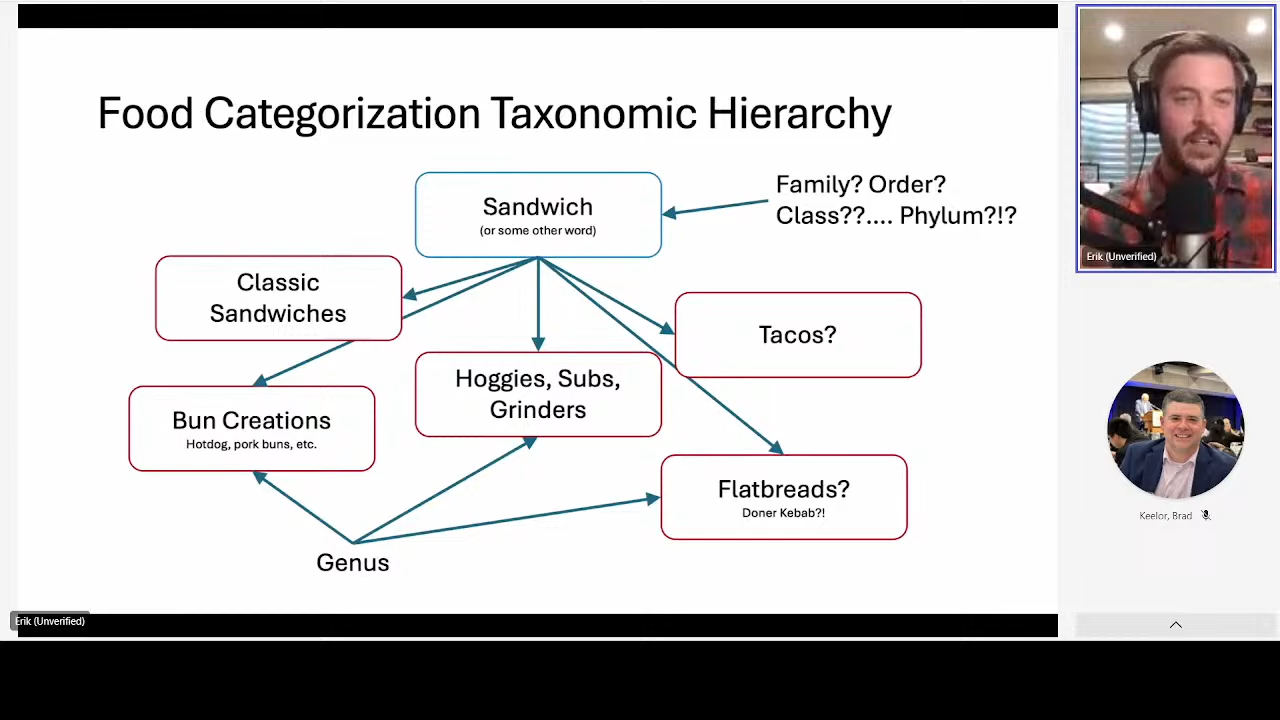 Food Categorization Taxonomic Hierarchy
Sandwich
(or some other word)
Family? Order?
Class??.... Phylum?!?
Classic
Sandwiches
Tacos?
Hoggies, Subs,
Grinders
Bun Creations
Hotdog, pork buns, etc.
Flatbreads?
Doner Kebab?!
Genus
Erik (Unverified)
Erik (Unverified)
Keelor, Brad